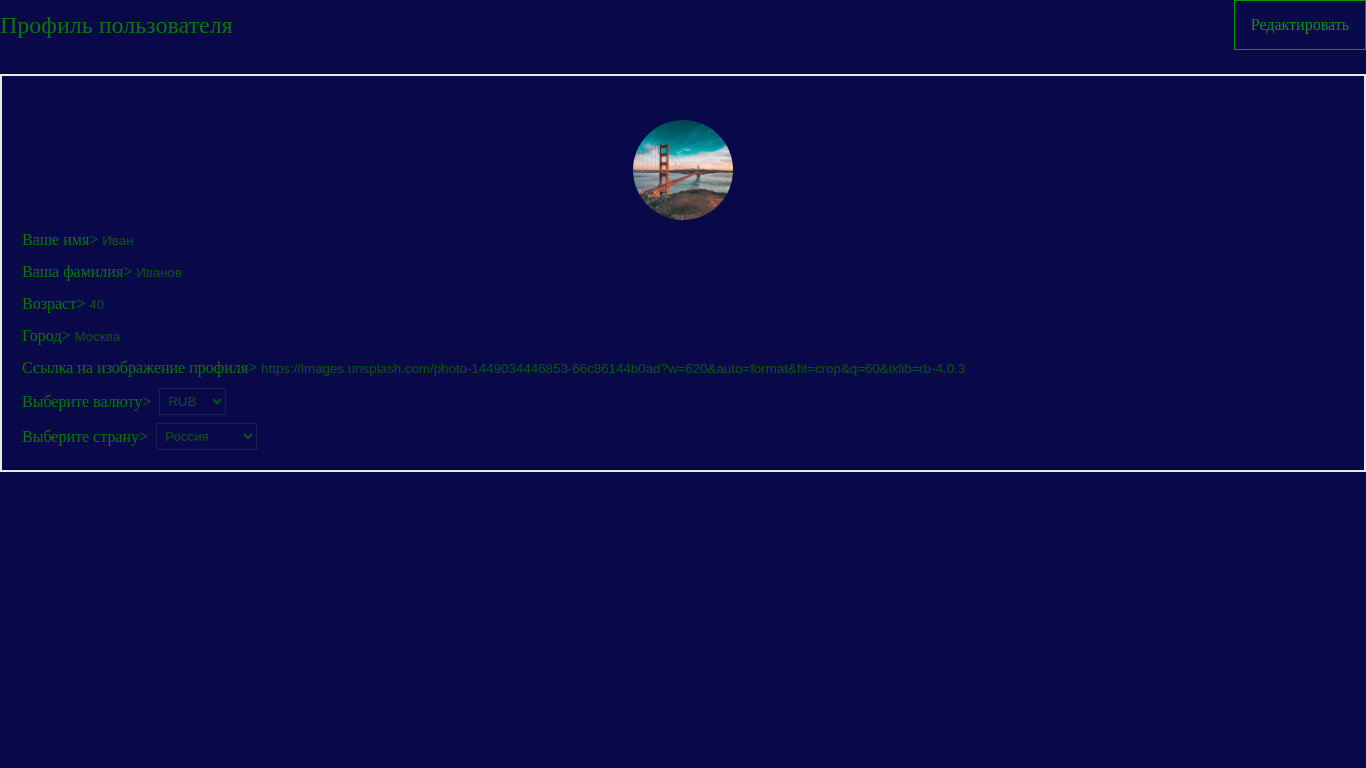 Профиль пользователя
Редактировать
Ваше имя> Иван
Ваша фамилия> Иванов
Возраст> 40
Город> Москва
Ссылка на изображение профиля> https://images.unsplash.com/photo-1449034446853-66c86144b0ad?w=620&auto=format&fit=crop&q=60&ixlib=rb-4.0.3
Выберите валюту> RUB
Выберите страну> Россия